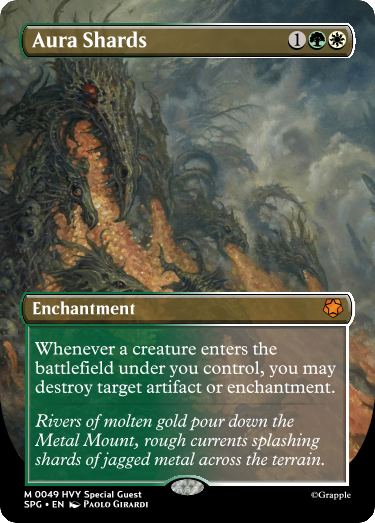 Aura Shards
1
Enchantment
Whenever a creature enters the
battlefield under you control, you may
destroy target artifact or enchantment.
Rivers of molten gold pour down the
Metal Mount, rough currents splashing
shards of jagged metal across the terrain.
M 0049 HVY Special Guest
SPG • EN Paolo Girardi
©Grapple